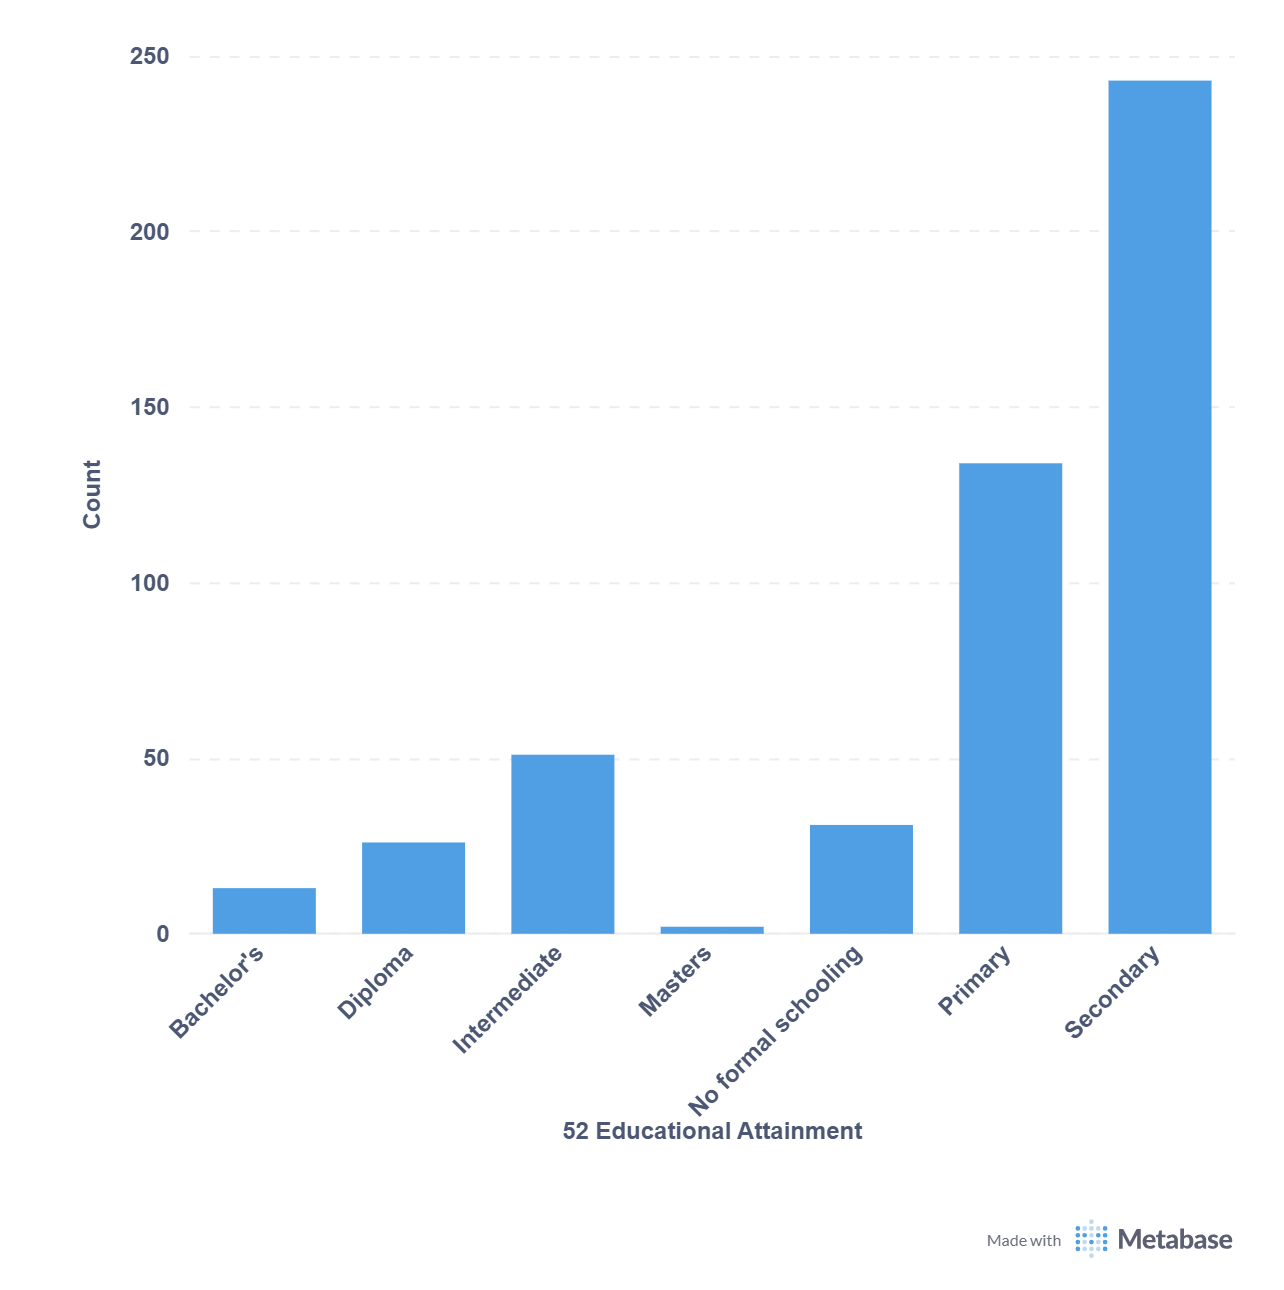 250
200
150
100
50
0
Count
Bachelor's
Diploma
Intermediate
Masters
No formal schooling
Primary
Secondary
52 Educational Attainment
Made with Metabase